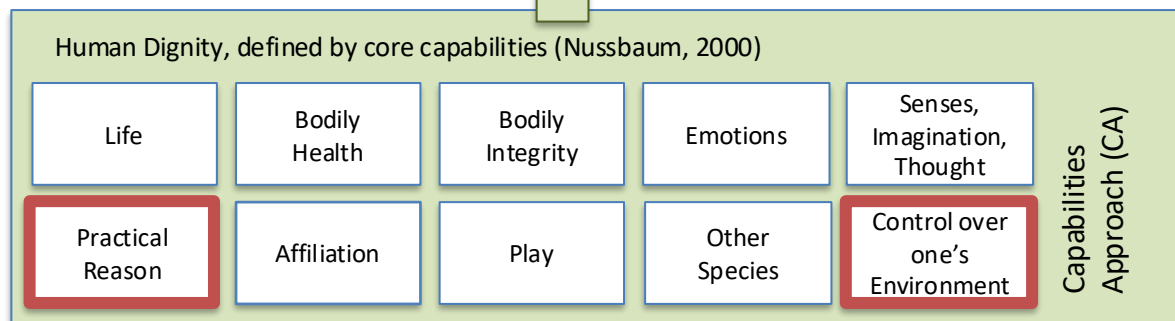 Human Dignity, defined by core capabilities (Nussbaum, 2000)
Life
Bodily
Health
Bodily
Integrity
Emotions
Senses,
Imagination,
Thought
Practical
Reason
Affiliation
Play
Other
Species
Control over
one’s
Environment
Capabilities
Approach (CA)